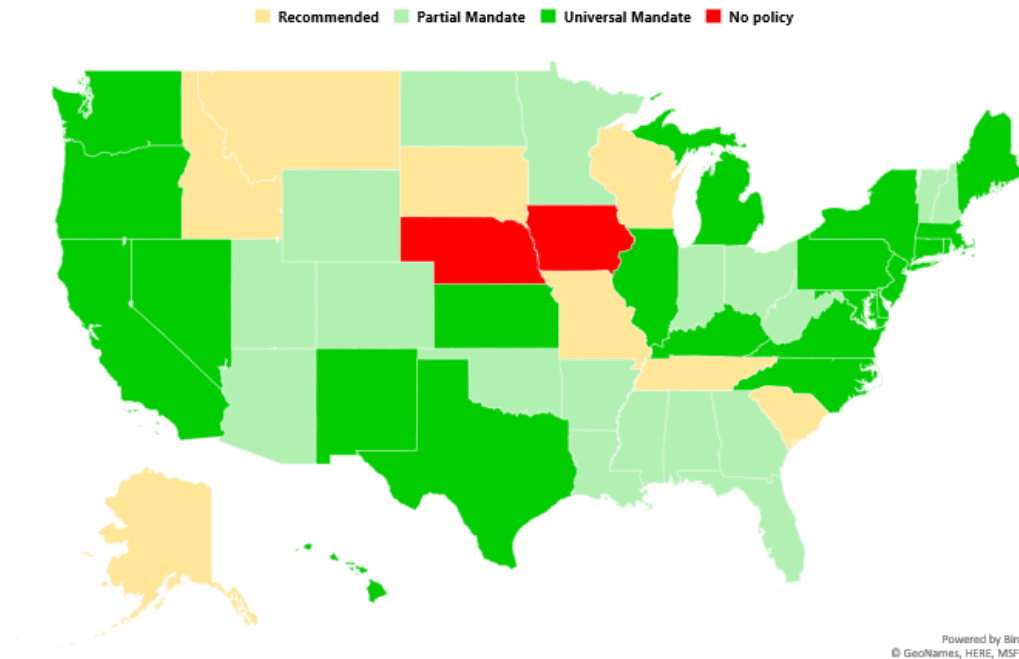 Recommended Partial Mandate Universal Mandate No policy
Powered by Bin
© GeoNames, HERE, MSF